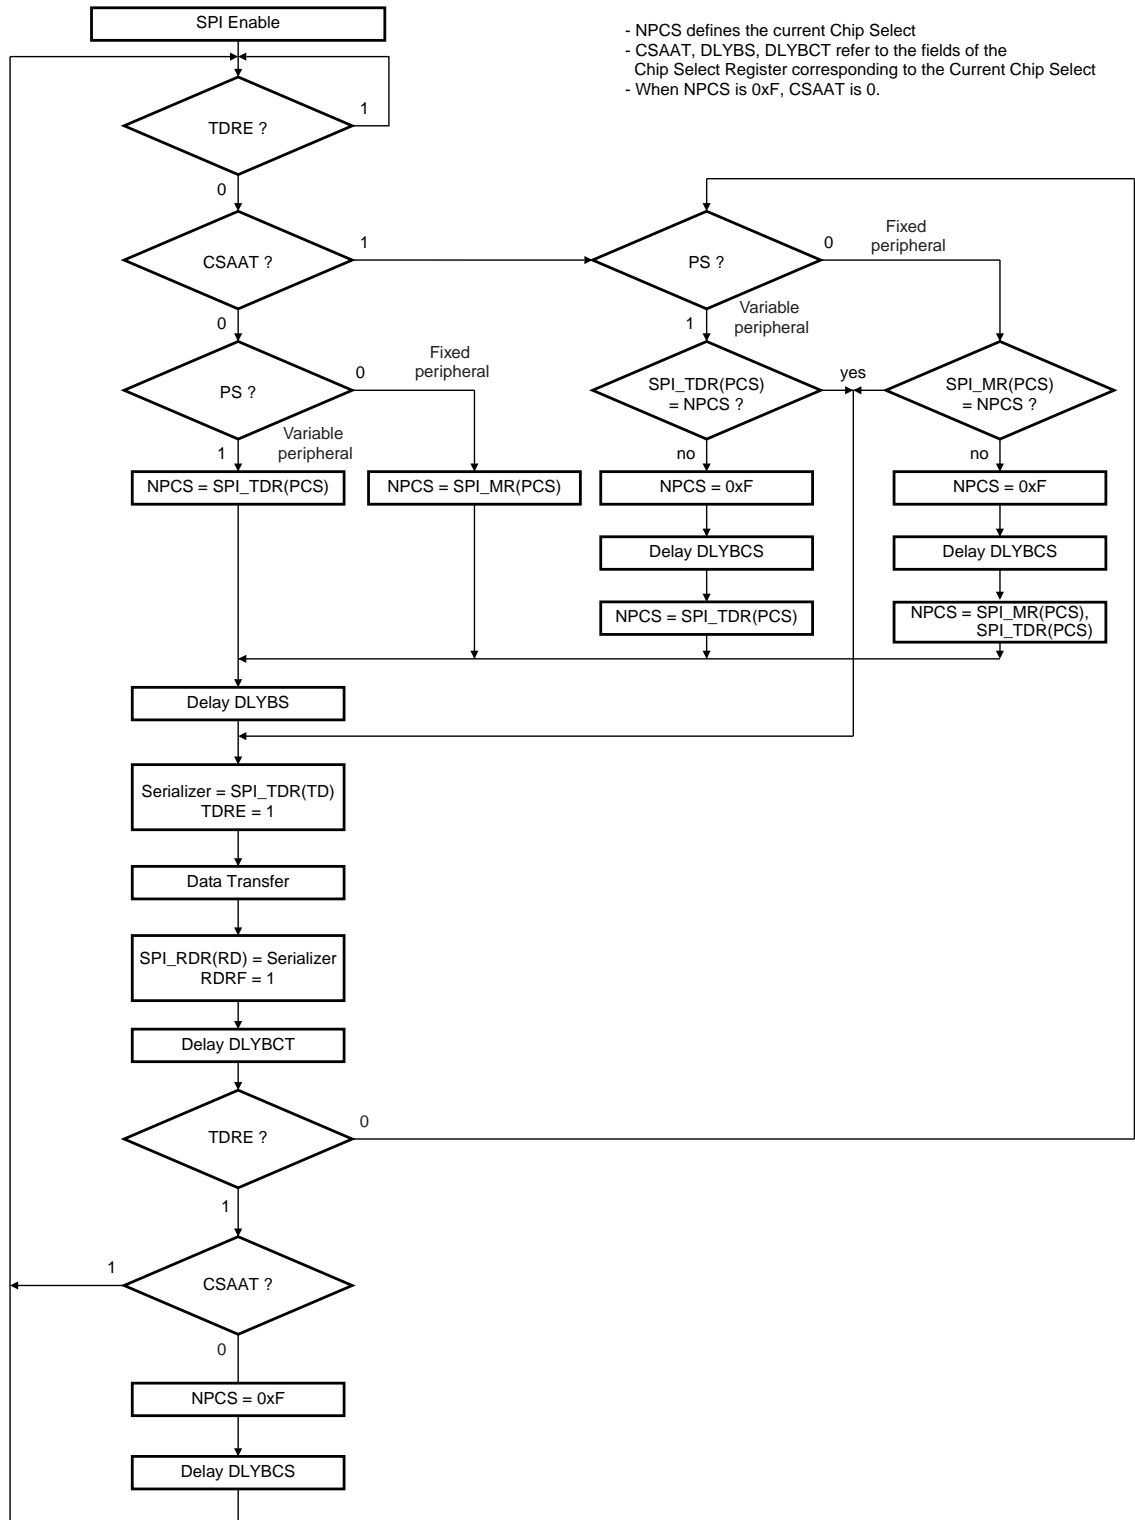 SPI Enable
- NPCS defines the current Chip Select
- CSAAT, DLYBS, DLYBCT refer to the fields of the
Chip Select Register corresponding to the Current Chip Select
- When NPCS is 0xF, CSAAT is 0.
TDRE ?
1
0
CSAAT ?
1
0
PS ?
0
Fixed
peripheral
1
Variable
peripheral
NPCS = SPI_TDR(PCS)
NPCS = SPI_MR(PCS)
PS ?
0
Fixed
peripheral
1
Variable
peripheral
SPI_TDR(PCS)
= NPCS ?
yes
SPI_MR(PCS)
= NPCS ?
no
NPCS = 0xF
Delay DLYBCS
NPCS = SPI_TDR(PCS)
no
NPCS = 0xF
Delay DLYBCS
NPCS = SPI_MR(PCS),
SPI_TDR(PCS)
Delay DLYBS
Serializer = SPI_TDR(TD)
TDRE = 1
Data Transfer
SPI_RDR(RD) = Serializer
RDRF = 1
Delay DLYBCT
TDRE ?
0
1
CSAAT ?
1
0
NPCS = 0xF
Delay DLYBCS